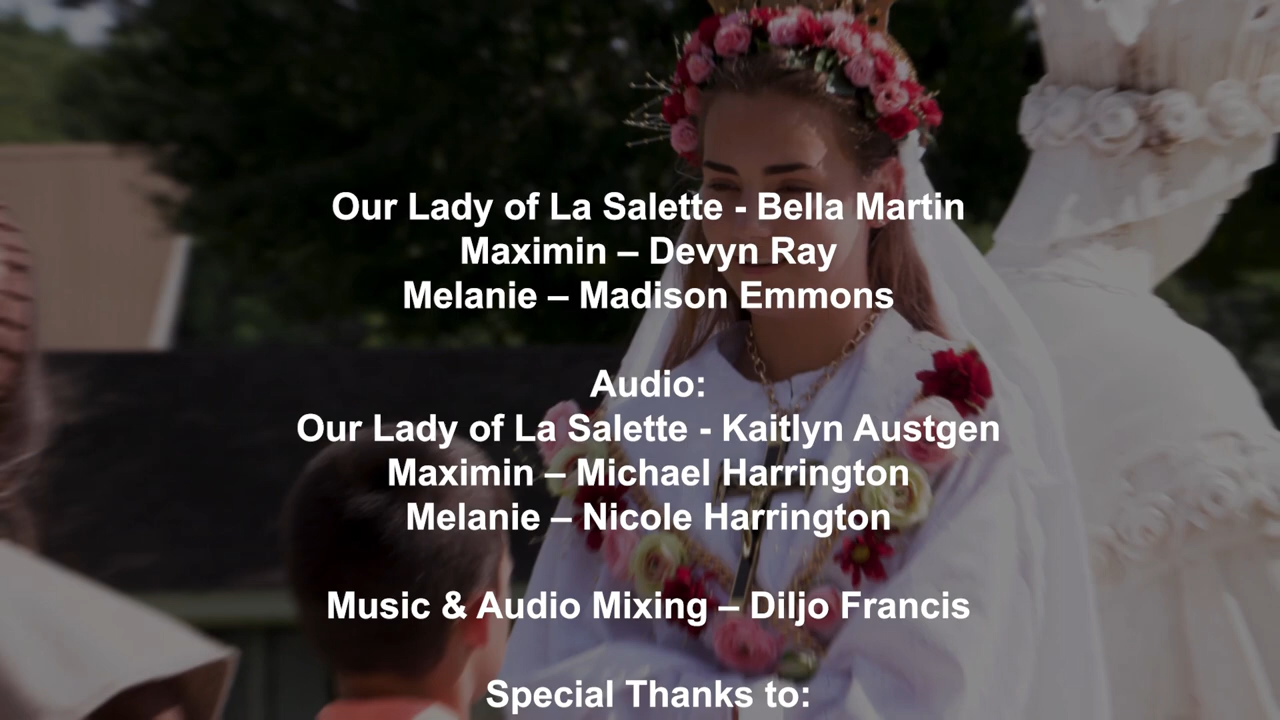 Our Lady of La Salette - Bella Martin
Maximin – Devyn Ray
Melanie – Madison Emmons
Audio:
Our Lady of La Salette - Kaitlyn Austgen
Maximin – Michael Harrington
Melanie – Nicole Harrington
Music & Audio Mixing – Diljo Francis
Special Thanks to: